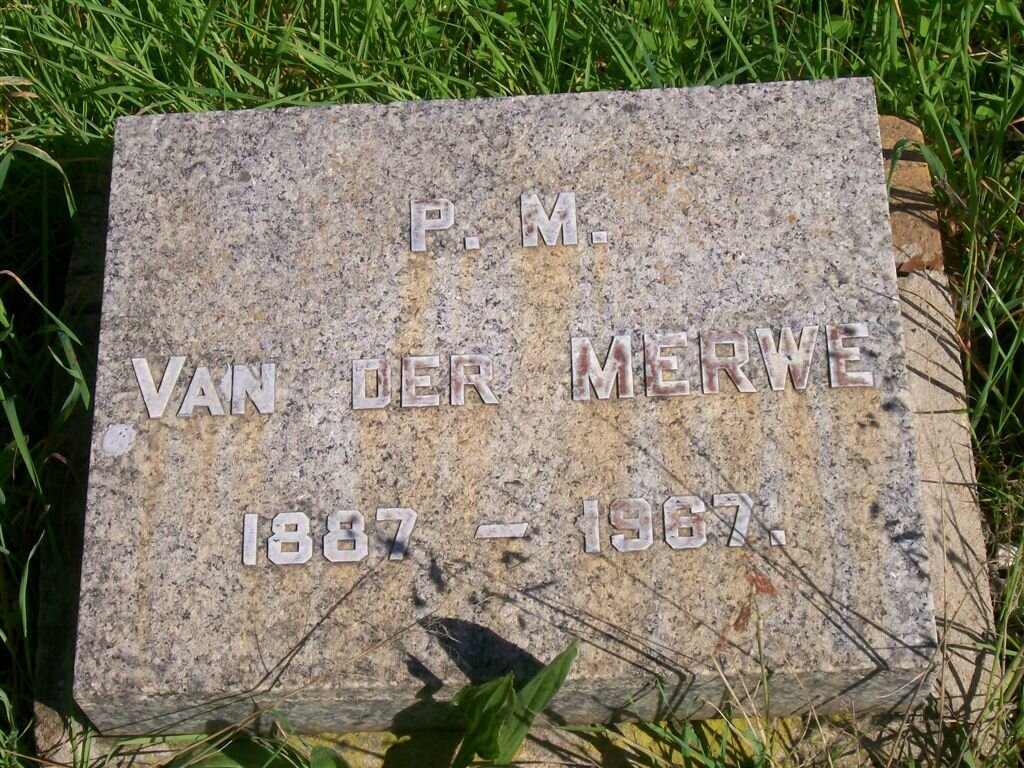 P. M.
VAN DER MERWE
1887 – 1967.